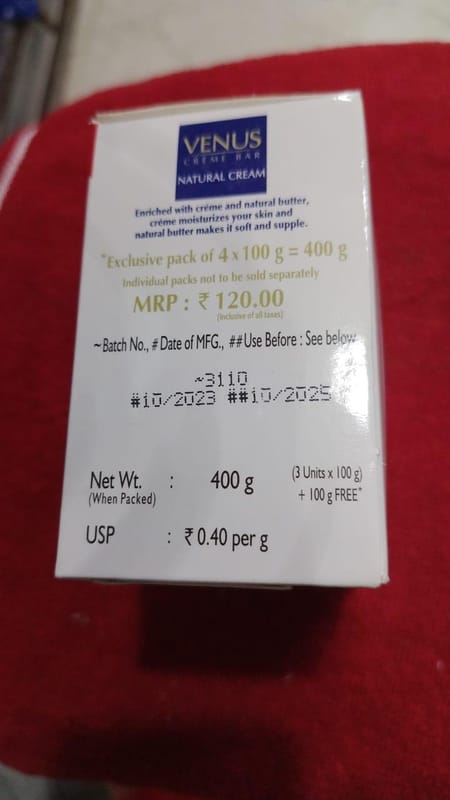 VENUS
CRÈME BAR
NATURAL CREAM
Enriched with créme and natural butter,
créme moisturizes your skin and
natural butter makes it soft and supple.
*Exclusive pack of 4 x 100 g = 400 g
Individual packs not to be sold separately
MRP : ₹ 120.00
(Inclusive of all taxes)
~Batch No., # Date of MFG., ##Use Before : See below
~3110
#10/2023 ##10/2025
Net Wt. : 400 g (3 Units x 100 g)
(When Packed) + 100 g FREE*
USP : ₹ 0.40 per g